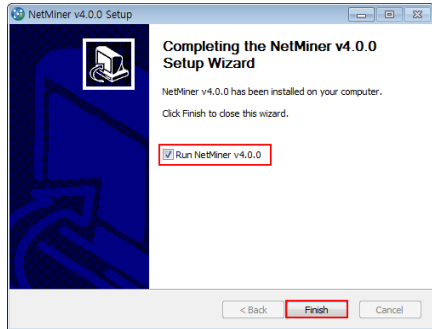 NetMiner v4.0.0 Setup
Completing the NetMiner v4.0.0
Setup Wizard
NetMiner v4.0.0 has been installed on your computer.
Click Finish to close this wizard.
Run NetMiner v4.0.0
< Back
Finish
Cancel